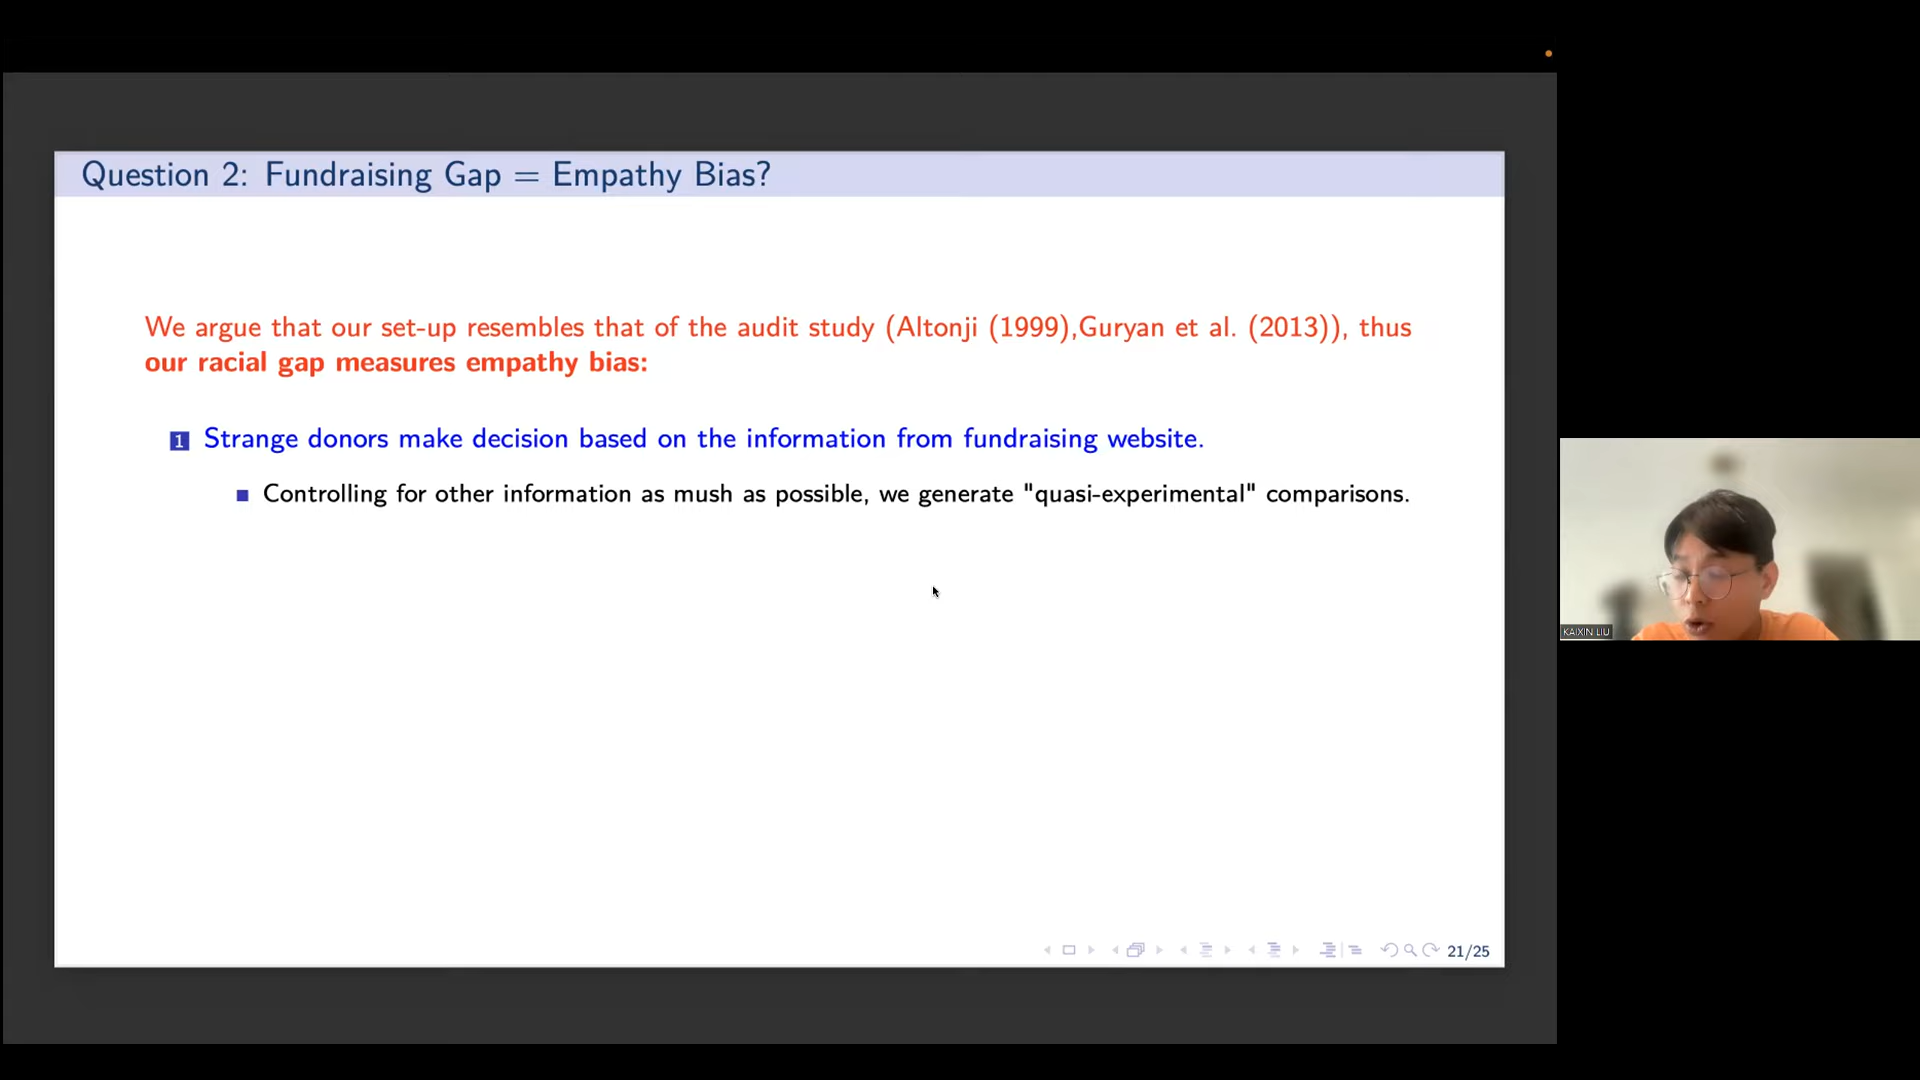 Question 2: Fundraising Gap = Empathy Bias?
We argue that our set-up resembles that of the audit study (Altonji (1999),Guryan et al. (2013)), thus
our racial gap measures empathy bias:
1 Strange donors make decision based on the information from fundraising website.
Controlling for other information as mush as possible, we generate "quasi-experimental" comparisons.
21/25
KAIXIN LIU